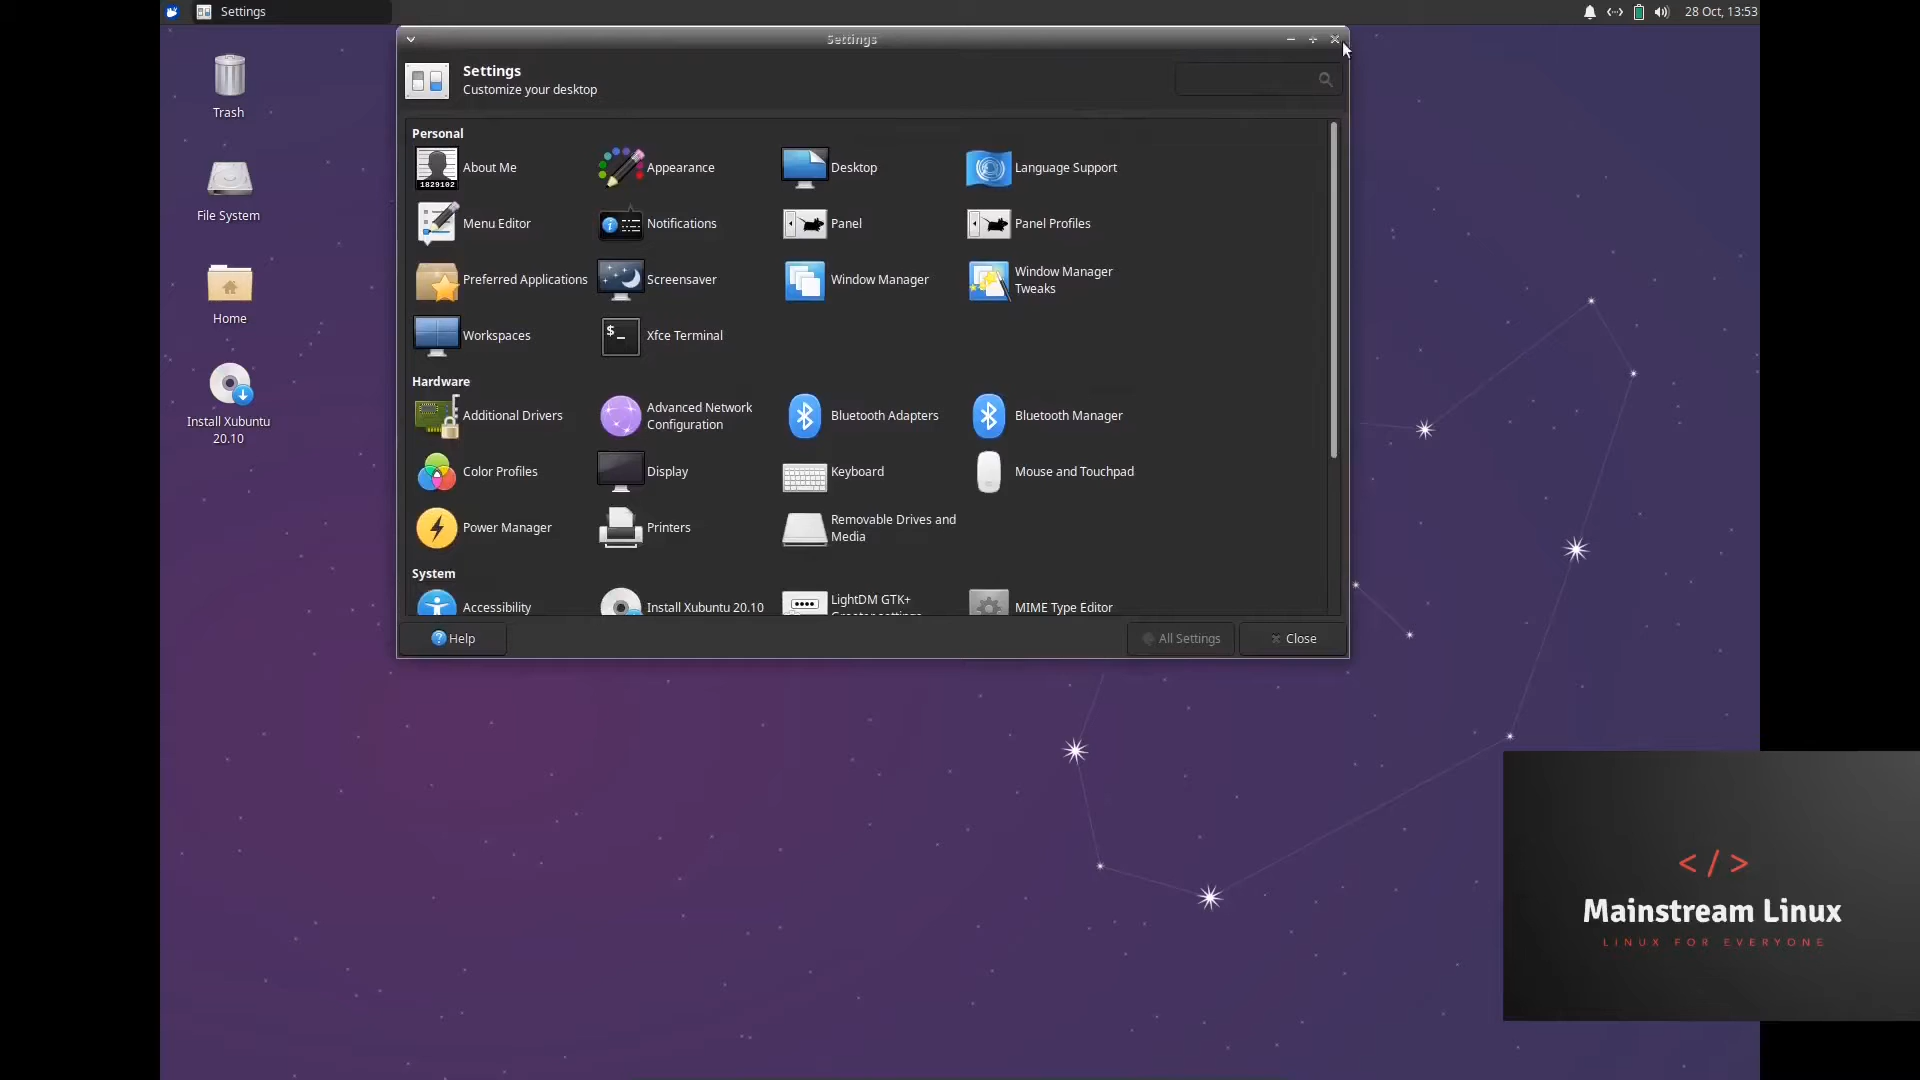 Settings
28 Oct, 13:53
Settings
Settings
Customize your desktop
Trash
File System
Home
Install Xubuntu
20.10
Personal
About Me
1829102
Appearance
Desktop
Language Support
Menu Editor
Notifications
Panel
Panel Profiles
Preferred Applications
Screensaver
Window Manager
Window Manager
Tweaks
Workspaces
$_
Xfce Terminal
Hardware
Additional Drivers
Advanced Network
Configuration
Bluetooth Adapters
Bluetooth Manager
Color Profiles
Display
Keyboard
Mouse and Touchpad
Power Manager
Printers
Removable Drives and
Media
System
Accessibility
Install Xubuntu 20.10
LightDM GTK+
Greeter settings
MIME Type Editor
Help
All Settings
Close
</>
Mainstream Linux
LINUX FOR EVERYONE